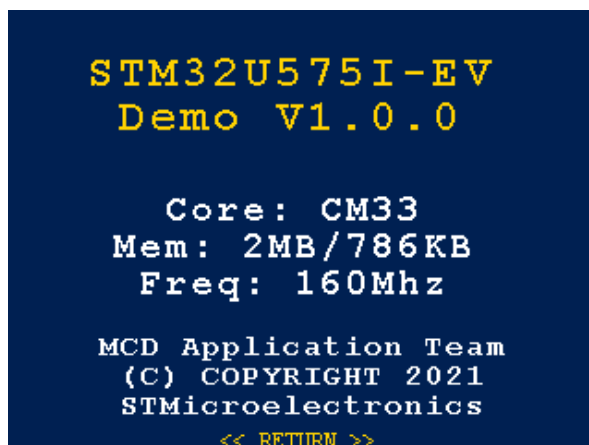 STM32U575I-EV
Demo V1.0.0
Core: CM33
Mem: 2MB/786KB
Freq: 160Mhz
MCD Application Team
(C) COPYRIGHT 2021
STMicroelectronics
<< RETURN >>